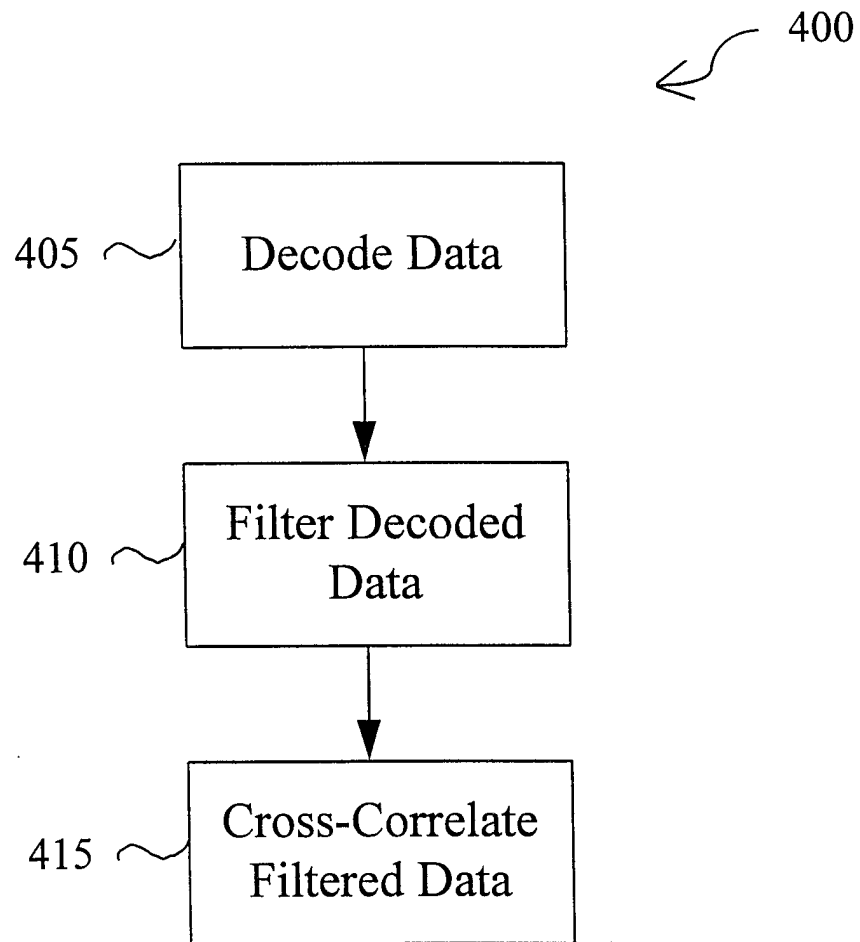 400
405
Decode Data
410
Filter Decoded
Data
415
Cross-Correlate
Filtered Data